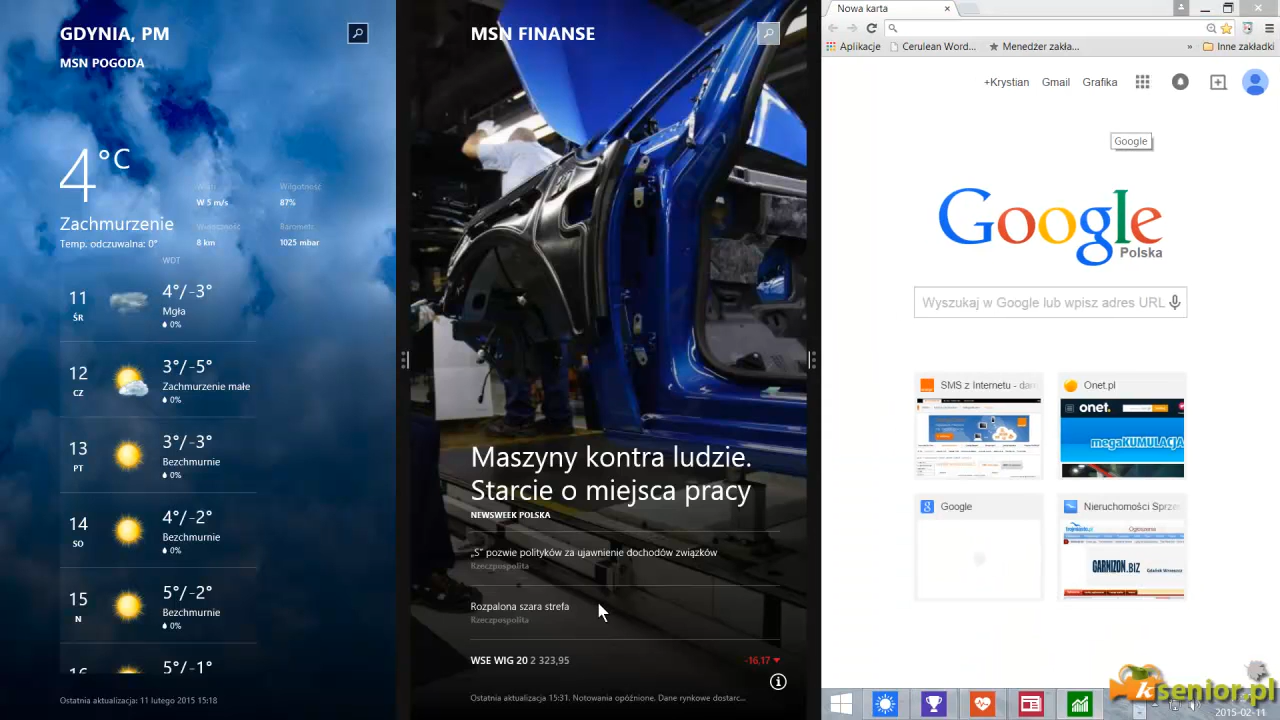 GDYNIA, PM
MSN POGODA
4°C
Zachmurzenie
Temp. odczuwalna: 0°
Wiatr
W 5 m/s
Wilgotność
87%
Widoczność
8 km
Barometr
1025 mbar
WDT
11
ŚR
4°/-3°
Mgła
0%
12
CZ
3°/-5°
Zachmurzenie małe
0%
13
PT
3°/-3°
Bezchmurnie
0%
14
SO
4°/-2°
Bezchmurnie
0%
15
N
5°/-2°
Bezchmurnie
0%
16
5°/-1°
Ostatnia aktualizacja: 11 lutego 2015 15:18
MSN FINANSE
Maszyny kontra ludzie.
Starcie o miejsca pracy
NEWSWEEK POLSKA
„S” pozwie polityków za ujawnienie dochodów związków
Rzeczpospolita
Rozpalona szara strefa
Rzeczpospolita
WSE WIG 20 2 323,95
-16,17
Ostatnia aktualizacja 15:31. Notowania opóźnione. Dane rynkowe dostarc...
Nowa karta
Aplikacje
Cerulean Word...
Menedżer zakła...
»
Inne zakładki
+Krystian
Gmail
Grafika
Google
Google
Polska
Wyszukaj w Google lub wpisz adres URL
SMS z Internetu - dar
Onet.pl
onet.
megaKUMULACJA
Google
Nieruchomości Sprze
Ogłoszenia
GARNIZON.BIZ
ksenior.pl
2015-02-11